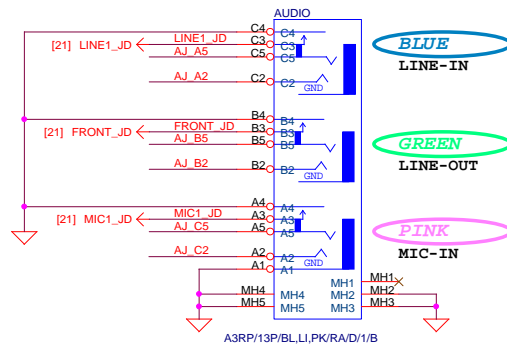 AUDIO
C4 C4
[21] LINE1_JD LINE1_JD C3 C3
AJ_A5 C5 C5
AJ_A2 C2 C2
GND
BLUE
LINE-IN
B4 B4
[21] FRONT_JD FRONT_JD B3 B3
AJ_B5 B5 B5
AJ_B2 B2 B2
GND
GREEN
LINE-OUT
A4 A4
[21] MIC1_JD MIC1_JD A3 A3
AJ_C5 A5 A5
AJ_C2 A2 A2
GND
A1 A1
PINK
MIC-IN
MH1 MH1
MH4 MH4 MH2 MH2
MH5 MH5 MH3 MH3
A3RP/13P/BL,LI,PK/RA/D/1/B